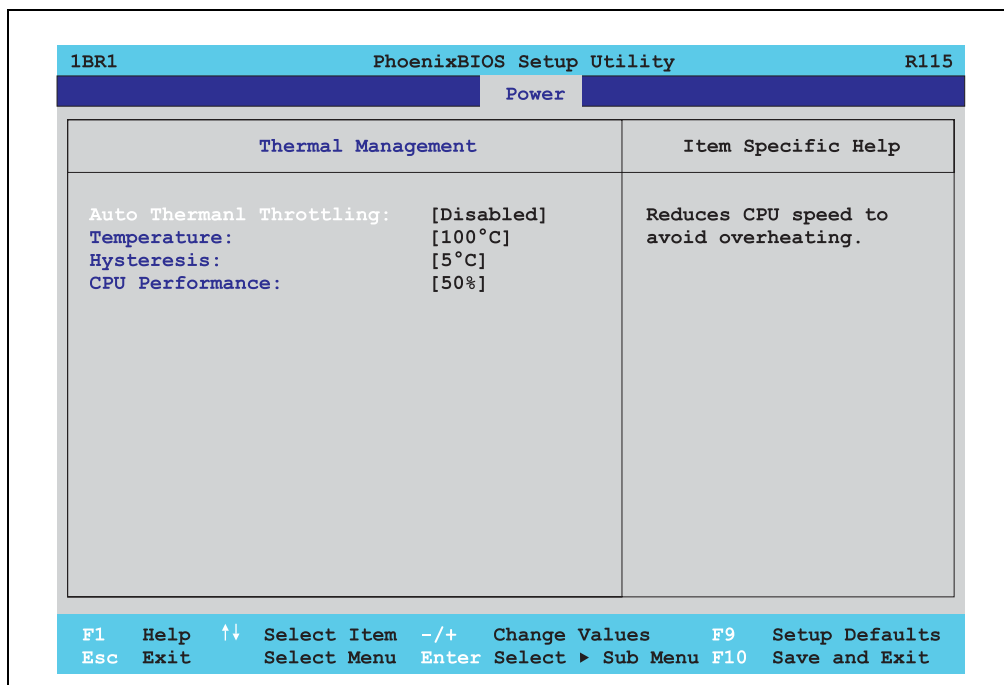 1BR1 PhoenixBIOS Setup Utility R115
Power
Thermal Management Item Specific Help
Auto Thermanl Throttling: [Disabled] Reduces CPU speed to
Temperature: [100°C] avoid overheating.
Hysteresis: [5°C]
CPU Performance: [50%]
F1 Help ↑↓ Select Item -/+ Change Values F9 Setup Defaults
Esc Exit Select Menu Enter Select ▶ Sub Menu F10 Save and Exit